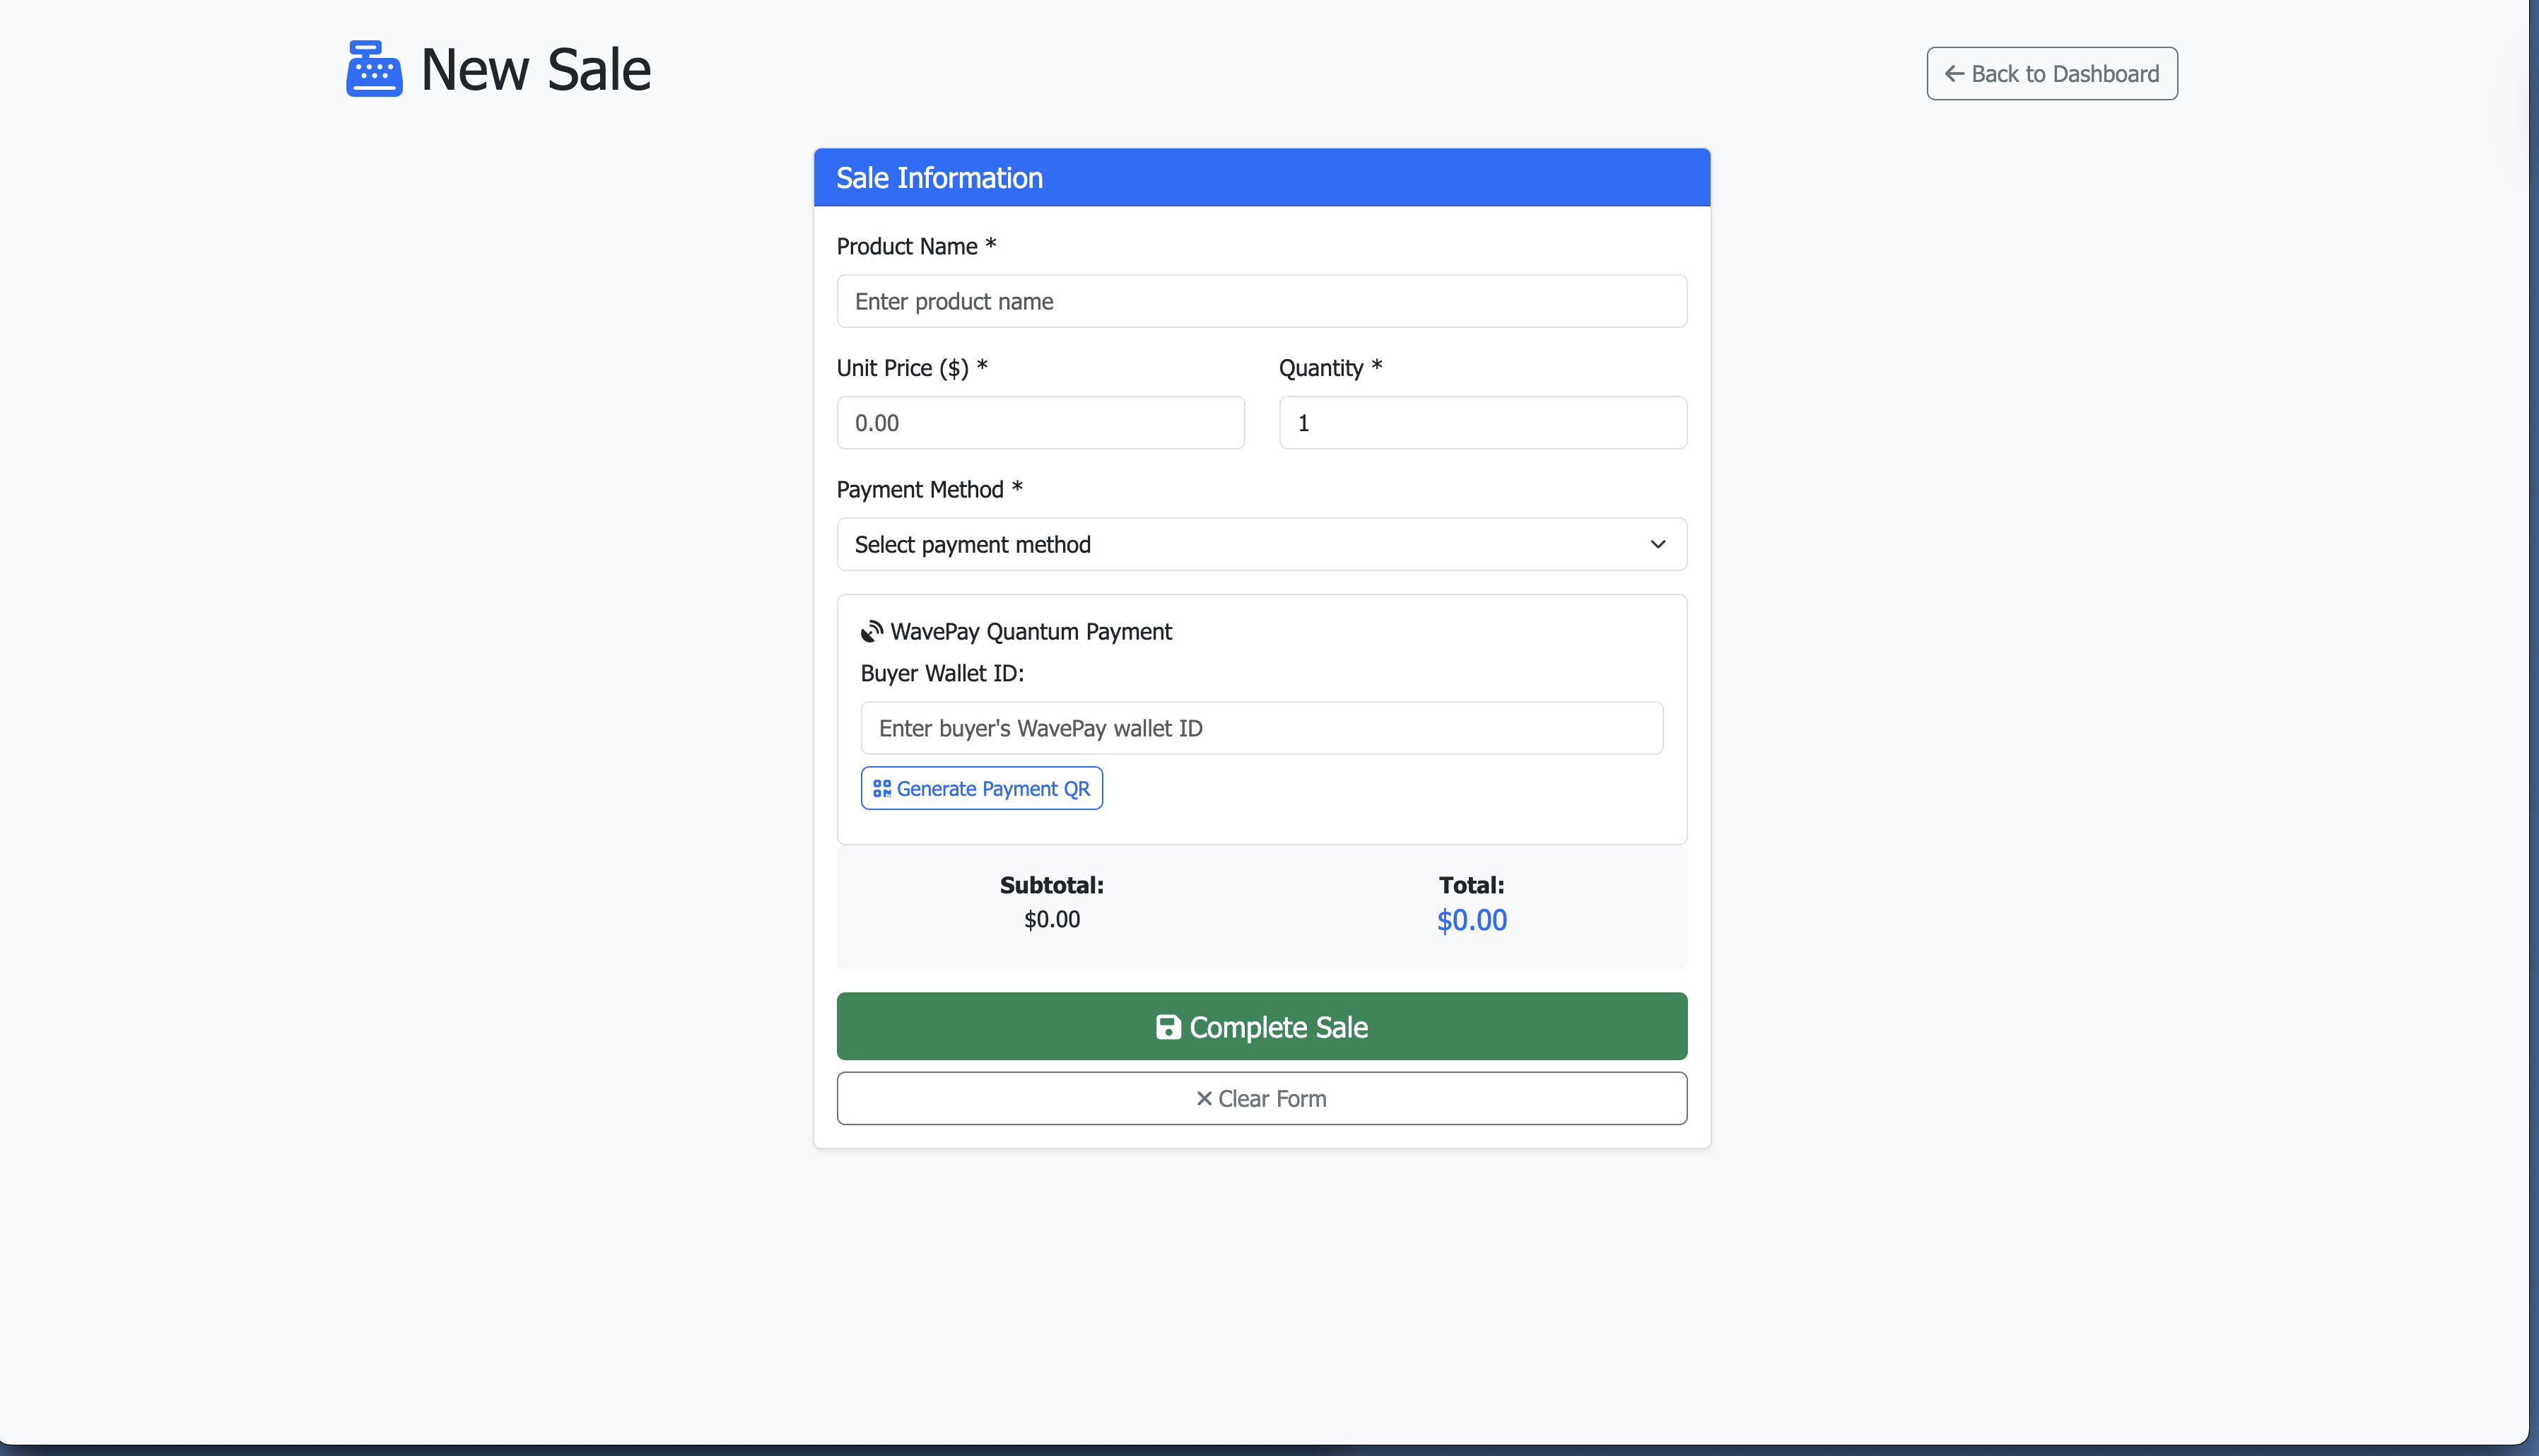 New Sale
Back to Dashboard
Sale Information
Product Name *
Enter product name
Unit Price ($) *
Quantity *
0.00
1
Payment Method *
Select payment method
WavePay Quantum Payment
Buyer Wallet ID:
Enter buyer's WavePay wallet ID
Generate Payment QR
Subtotal:
Total:
$0.00
$0.00
Complete Sale
Clear Form